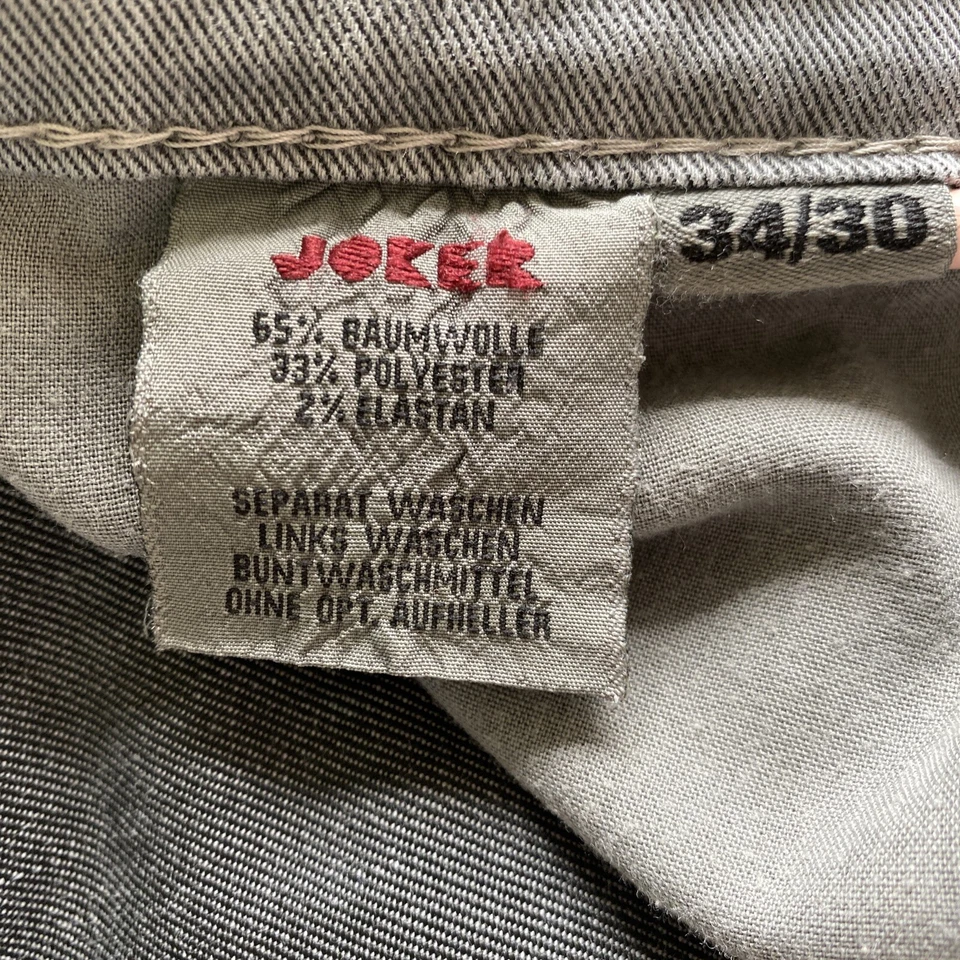 JOKER
34/30
65% BAUMWOLLE
33% POLYESTER
2% ELASTAN
SEPARAT WASCHEN
LINKS WASCHEN
BUNTWASCHMITTEL
OHNE OPT. AUFHELLER